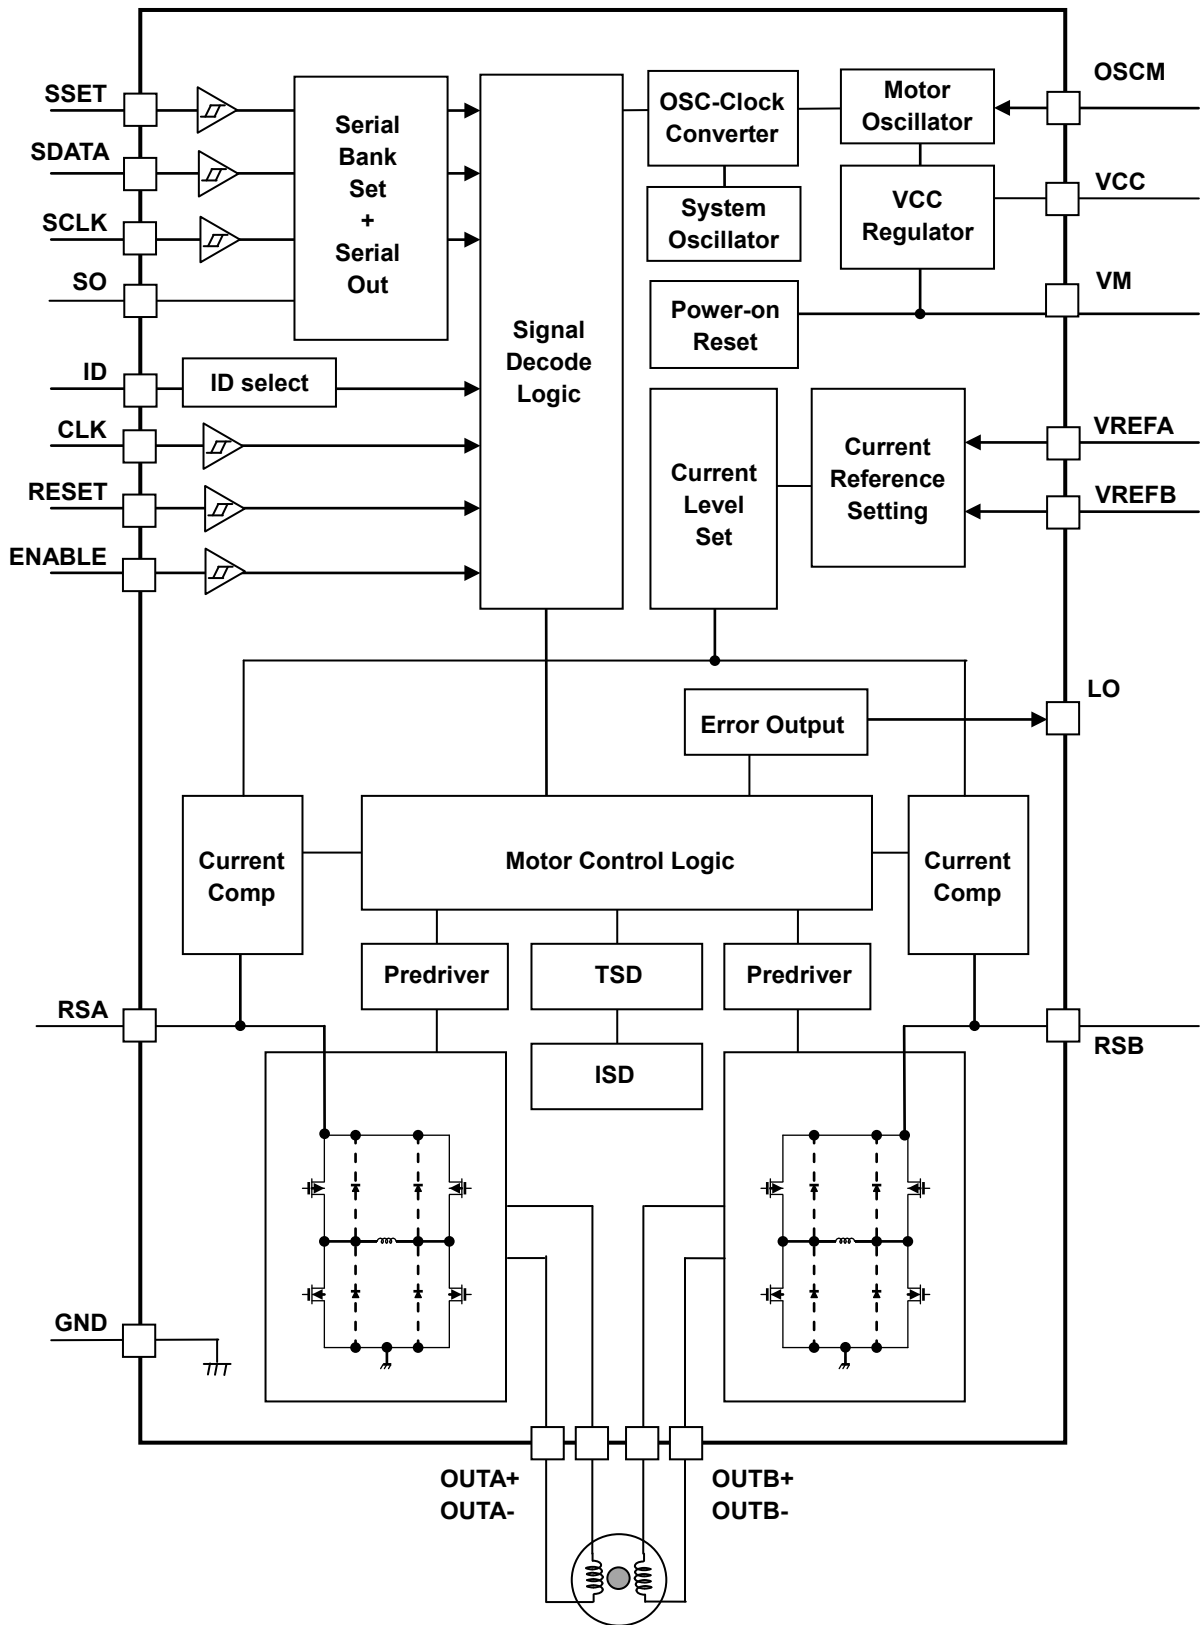 SSET
SDATA
SCLK
SO
ID
CLK
RESET
ENABLE
Serial
Bank
Set
+
Serial
Out
ID select
Signal
Decode
Logic
OSC-Clock
Converter
System
Oscillator
Motor
Oscillator
VCC
Regulator
Power-on
Reset
Current
Level
Set
Current
Reference
Setting
OSCM
VCC
VM
VREFA
VREFB
LO
Error Output
Current
Comp
Motor Control Logic
Current
Comp
Predriver
TSD
Predriver
ISD
RSA
RSB
GND
OUTA+
OUTA-
OUTB+
OUTB-